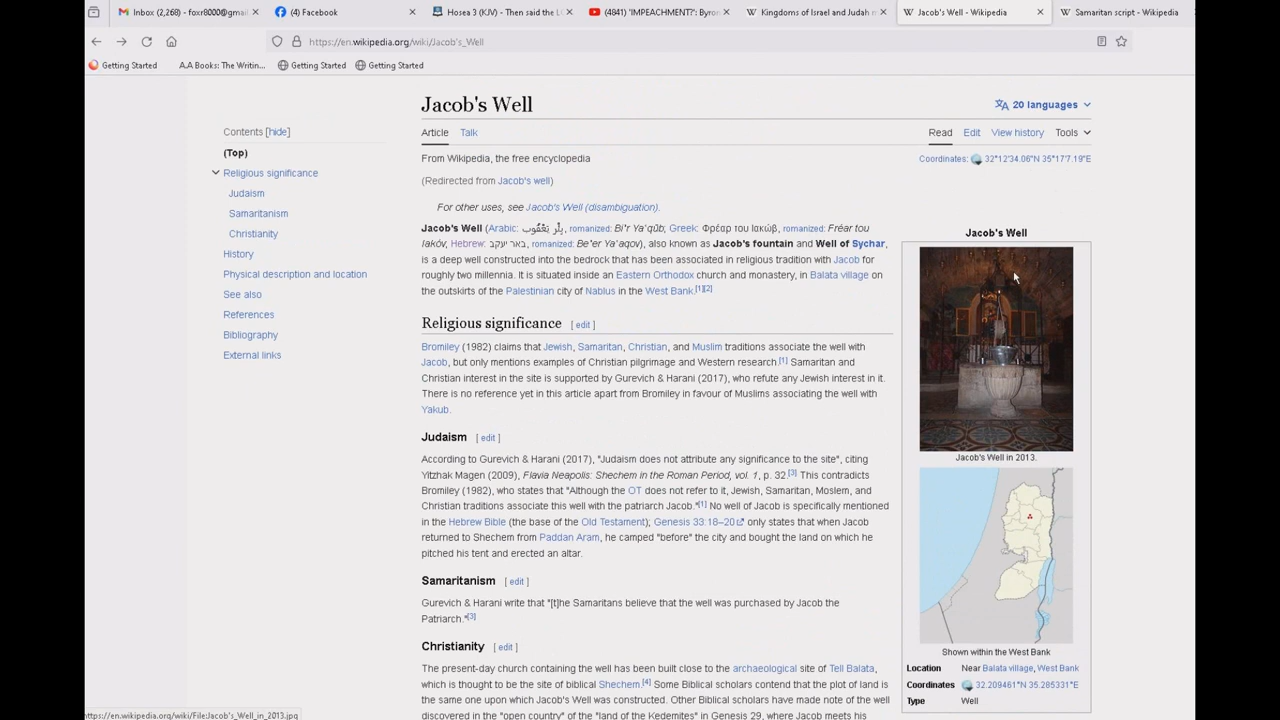 Inbox (2,268) - foxr8000@gmai
(4) Facebook
Hosea 3 (KJV) - Then said the L
(4841) 'IMPEACHMENT?': Byron
Kingdom of Israel and Judah m
Jacob's Well - Wikipedia
Samaritan script - Wikipedia
https://en.wikipedia.org/wiki/Jacob's_Well
Getting Started
A.A Books: The Writin...
Getting Started
Getting Started
Jacob's Well
20 languages
Contents [hide]
(Top)
Religious significance
Judaism
Samaritanism
Christianity
History
Physical description and location
See also
References
Bibliography
External links
Article Talk
Read Edit View history Tools
From Wikipedia, the free encyclopedia
Coordinates: 32°12′34.06″N 35°17′7.19″E
(Redirected from Jacob's well)
For other uses, see Jacob's Well (disambiguation).
Jacob's Well (Arabic: بِئْر يَعْقُوب, romanized: Bi'r Ya'qūb; Greek: Φρέαρ του Ιακώβ, romanized: Fréar tou
Iakóv, Hebrew: באר יעקב, romanized: Be'er Ya'aqov), also known as Jacob's fountain and Well of Sychar,
is a deep well constructed into the bedrock that has been associated in religious tradition with Jacob for
roughly two millennia. It is situated inside an Eastern Orthodox church and monastery, in Balata village on
the outskirts of the Palestinian city of Nablus in the West Bank.[1][2]
Religious significance [ edit ]
Bromiley (1982) claims that Jewish, Samaritan, Christian, and Muslim traditions associate the well with
Jacob, but only mentions examples of Christian pilgrimage and Western research.[1] Samaritan and
Christian interest in the site is supported by Gurevich & Harani (2017), who refute any Jewish interest in it.
There is no reference yet in this article apart from Bromiley in favour of Muslims associating the well with
Yakub.
Judaism [ edit ]
According to Gurevich & Harani (2017), "Judaism does not attribute any significance to the site", citing
Yitzhak Magen (2009), Flavia Neapolis: Shechem in the Roman Period, vol. 1, p. 32.[3] This contradicts
Bromiley (1982), who states that "Although the OT does not refer to it, Jewish, Samaritan, Moslem, and
Christian traditions associate this well with the patriarch Jacob."[1] No well of Jacob is specifically mentioned
in the Hebrew Bible (the base of the Old Testament); Genesis 33:18–20 only states that when Jacob
returned to Shechem from Paddan Aram, he camped "before" the city and bought the land on which he
pitched his tent and erected an altar.
Samaritanism [ edit ]
Gurevich & Harani write that "[t]he Samaritans believe that the well was purchased by Jacob the
Patriarch."[3]
Christianity [ edit ]
The present-day church containing the well has been built close to the archaeological site of Tell Balata,
which is thought to be the site of biblical Shechem.[4] Some Biblical scholars contend that the plot of land is
the same one upon which Jacob's Well was constructed. Other Biblical scholars have made note of the well
discovered in the "open country" of the "land of the Kedemites" in Genesis 29, where Jacob meets his
Jacob's Well
Jacob's Well in 2013.
Shown within the West Bank
Location Near Balata village, West Bank
Coordinates 32.209461°N 35.285331°E
Type Well
https://en.wikipedia.org/wiki/File:Jacob's_Well_in_2013.jpg